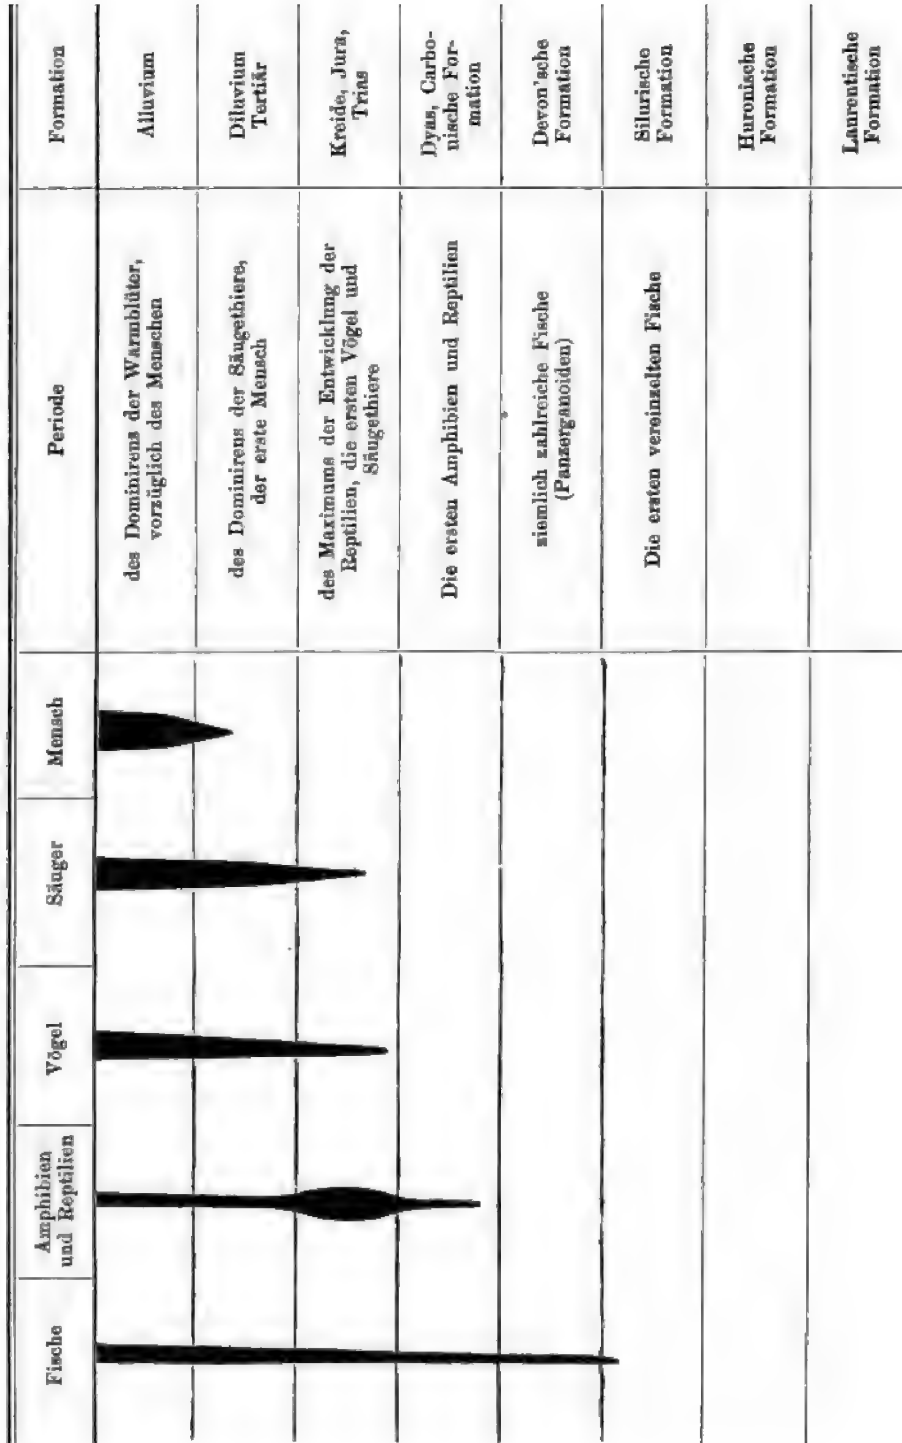 Fische
Amphibien
und Reptilien
Vögel
Säuger
Mensch
Periode
Formation
des Dominirens der Warmblüter,
vorzüglich des Menschen
Alluvium
des Dominirens der Säugethiere,
der erste Mensch
Diluvium
Tertiär
des Maximums der Entwicklung der
Reptilien, die ersten Vögel und
Säugethiere
Kreide, Jura,
Trias
Die ersten Amphibien und Reptilien
Dyas, Carbo-
nische For-
mation
ziemlich zahlreiche Fische
(Panzerganoiden)
Devon'sche
Formation
Die ersten vereinzelten Fische
Silurische
Formation
Huronische
Formation
Laurentische
Formation